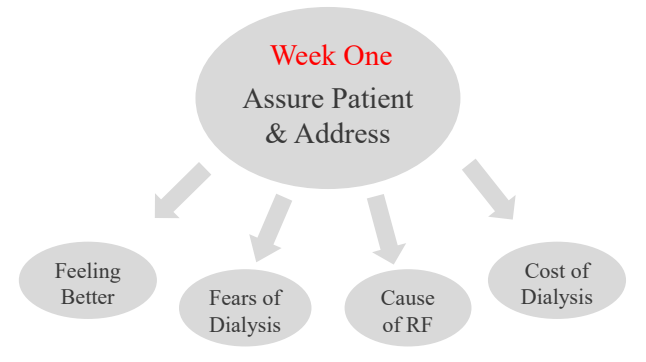 Week One
Assure Patient
& Address
Feeling
Better
Fears of
Dialysis
Cause
of RF
Cost of
Dialysis